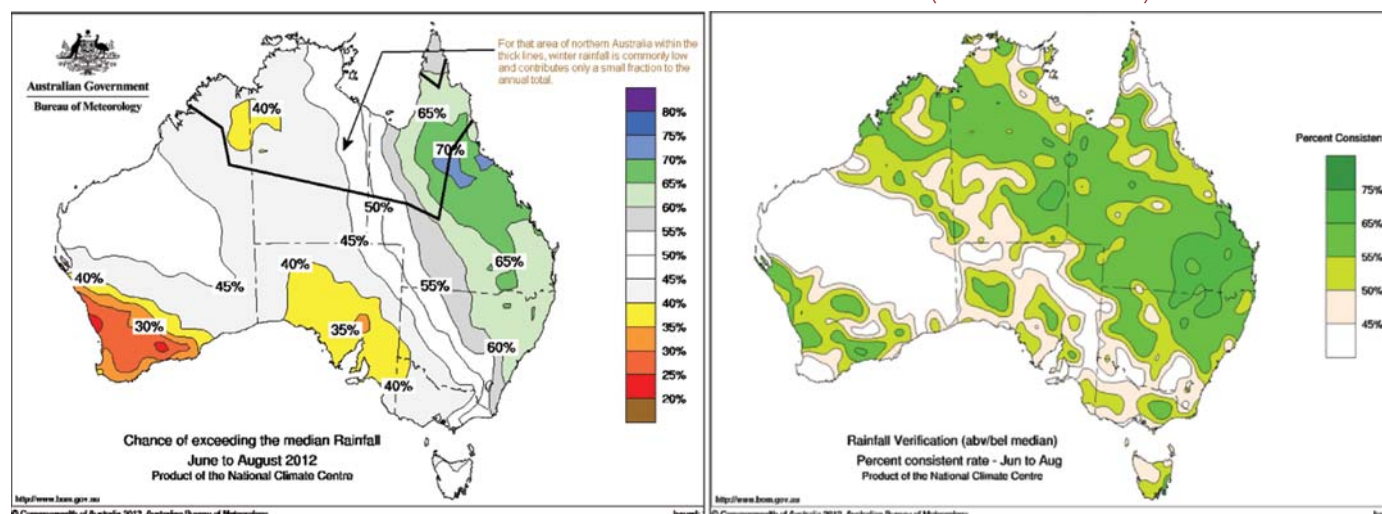 Australian Government
Bureau of Meteorology
For that area of northern Australia within the
thick lines, winter rainfall is commonly low
and contributes only a small fraction to the
annual total.
40%
65%
70%
50%
45%
40%
40%
45%
55%
65%
30%
35%
60%
40%
80%
75%
70%
65%
60%
55%
50%
45%
40%
35%
30%
25%
20%
Chance of exceeding the median Rainfall
June to August 2012
Product of the National Climate Centre
http://www.bom.gov.au
Percent Consistent
75%
65%
55%
50%
45%
Rainfall Verification (abv/bel median)
Percent consistent rate - Jun to Aug
Product of the National Climate Centre
http://www.bom.gov.au